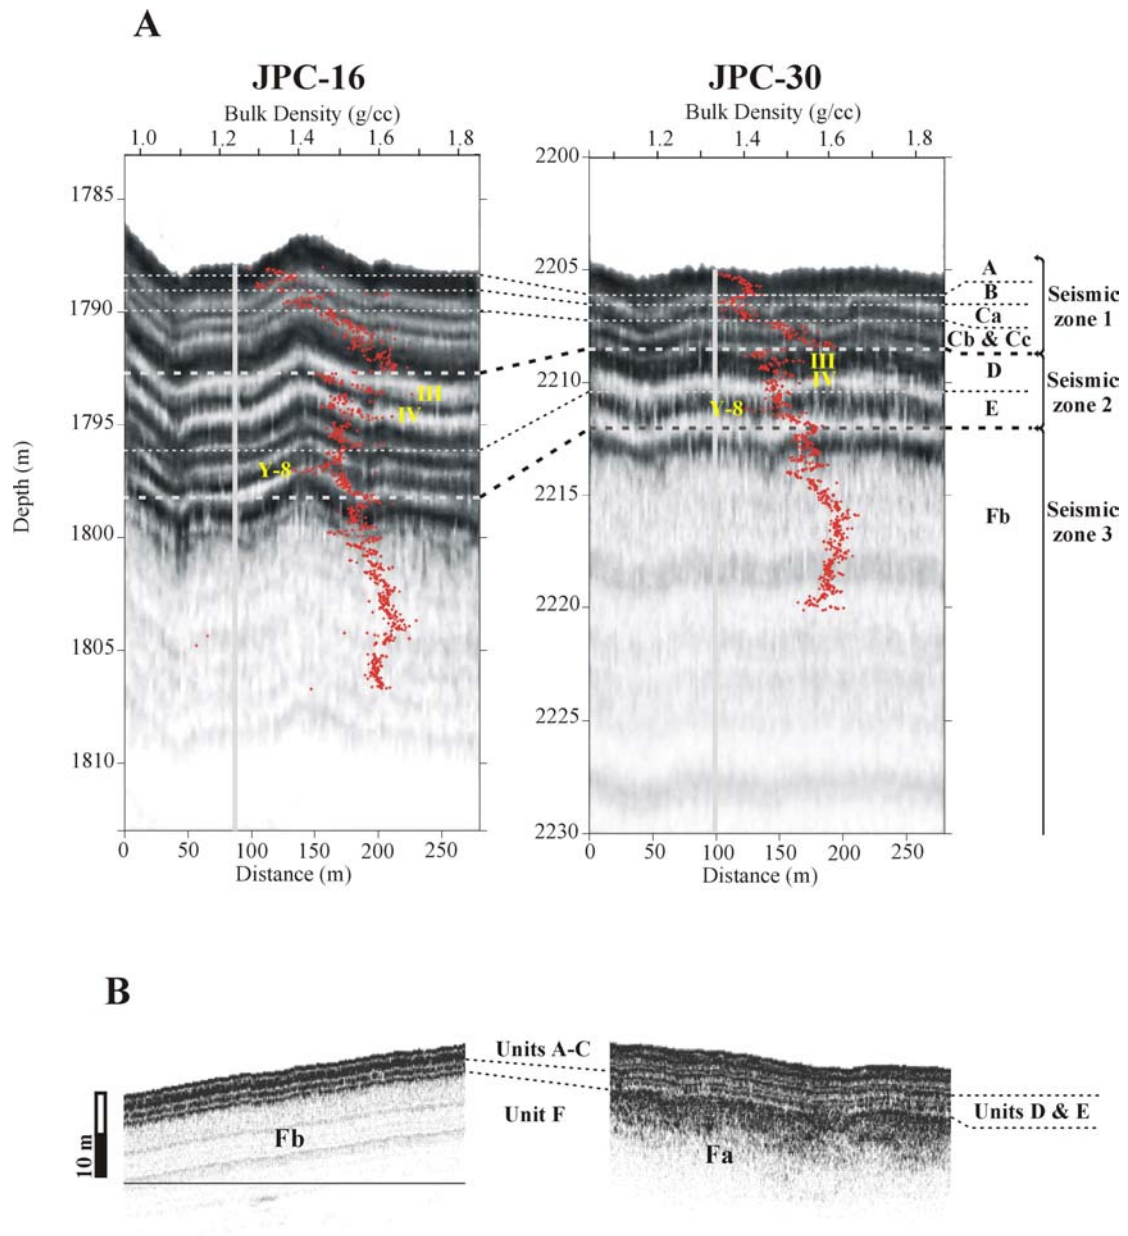 A
JPC-16
Bulk Density (g/cc)
1.0 1.2 1.4 1.6 1.8
1785
1790
1795
1800
1805
1810
Depth (m)
III
IV
Y-8
0 50 100 150 200 250
Distance (m)
JPC-30
Bulk Density (g/cc)
1.2 1.4 1.6 1.8
2200
2205
2210
2215
2220
2225
2230
III
IV
Y-8
0 50 100 150 200 250
Distance (m)
A
B
Ca
Cb & Cc
D
E
Fb
Seismic
zone 1
Seismic
zone 2
Seismic
zone 3
B
10 m
Fb
Units A-C
Unit F
Fa
Units D & E